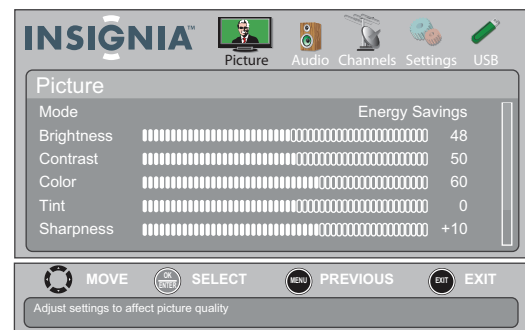 INSIGNIA™
Picture Audio Channels Settings USB
Picture
Mode Energy Savings
Brightness 48
Contrast 50
Color 60
Tint 0
Sharpness +10
MOVE OK ENTER SELECT MENU PREVIOUS EXIT EXIT
Adjust settings to affect picture quality